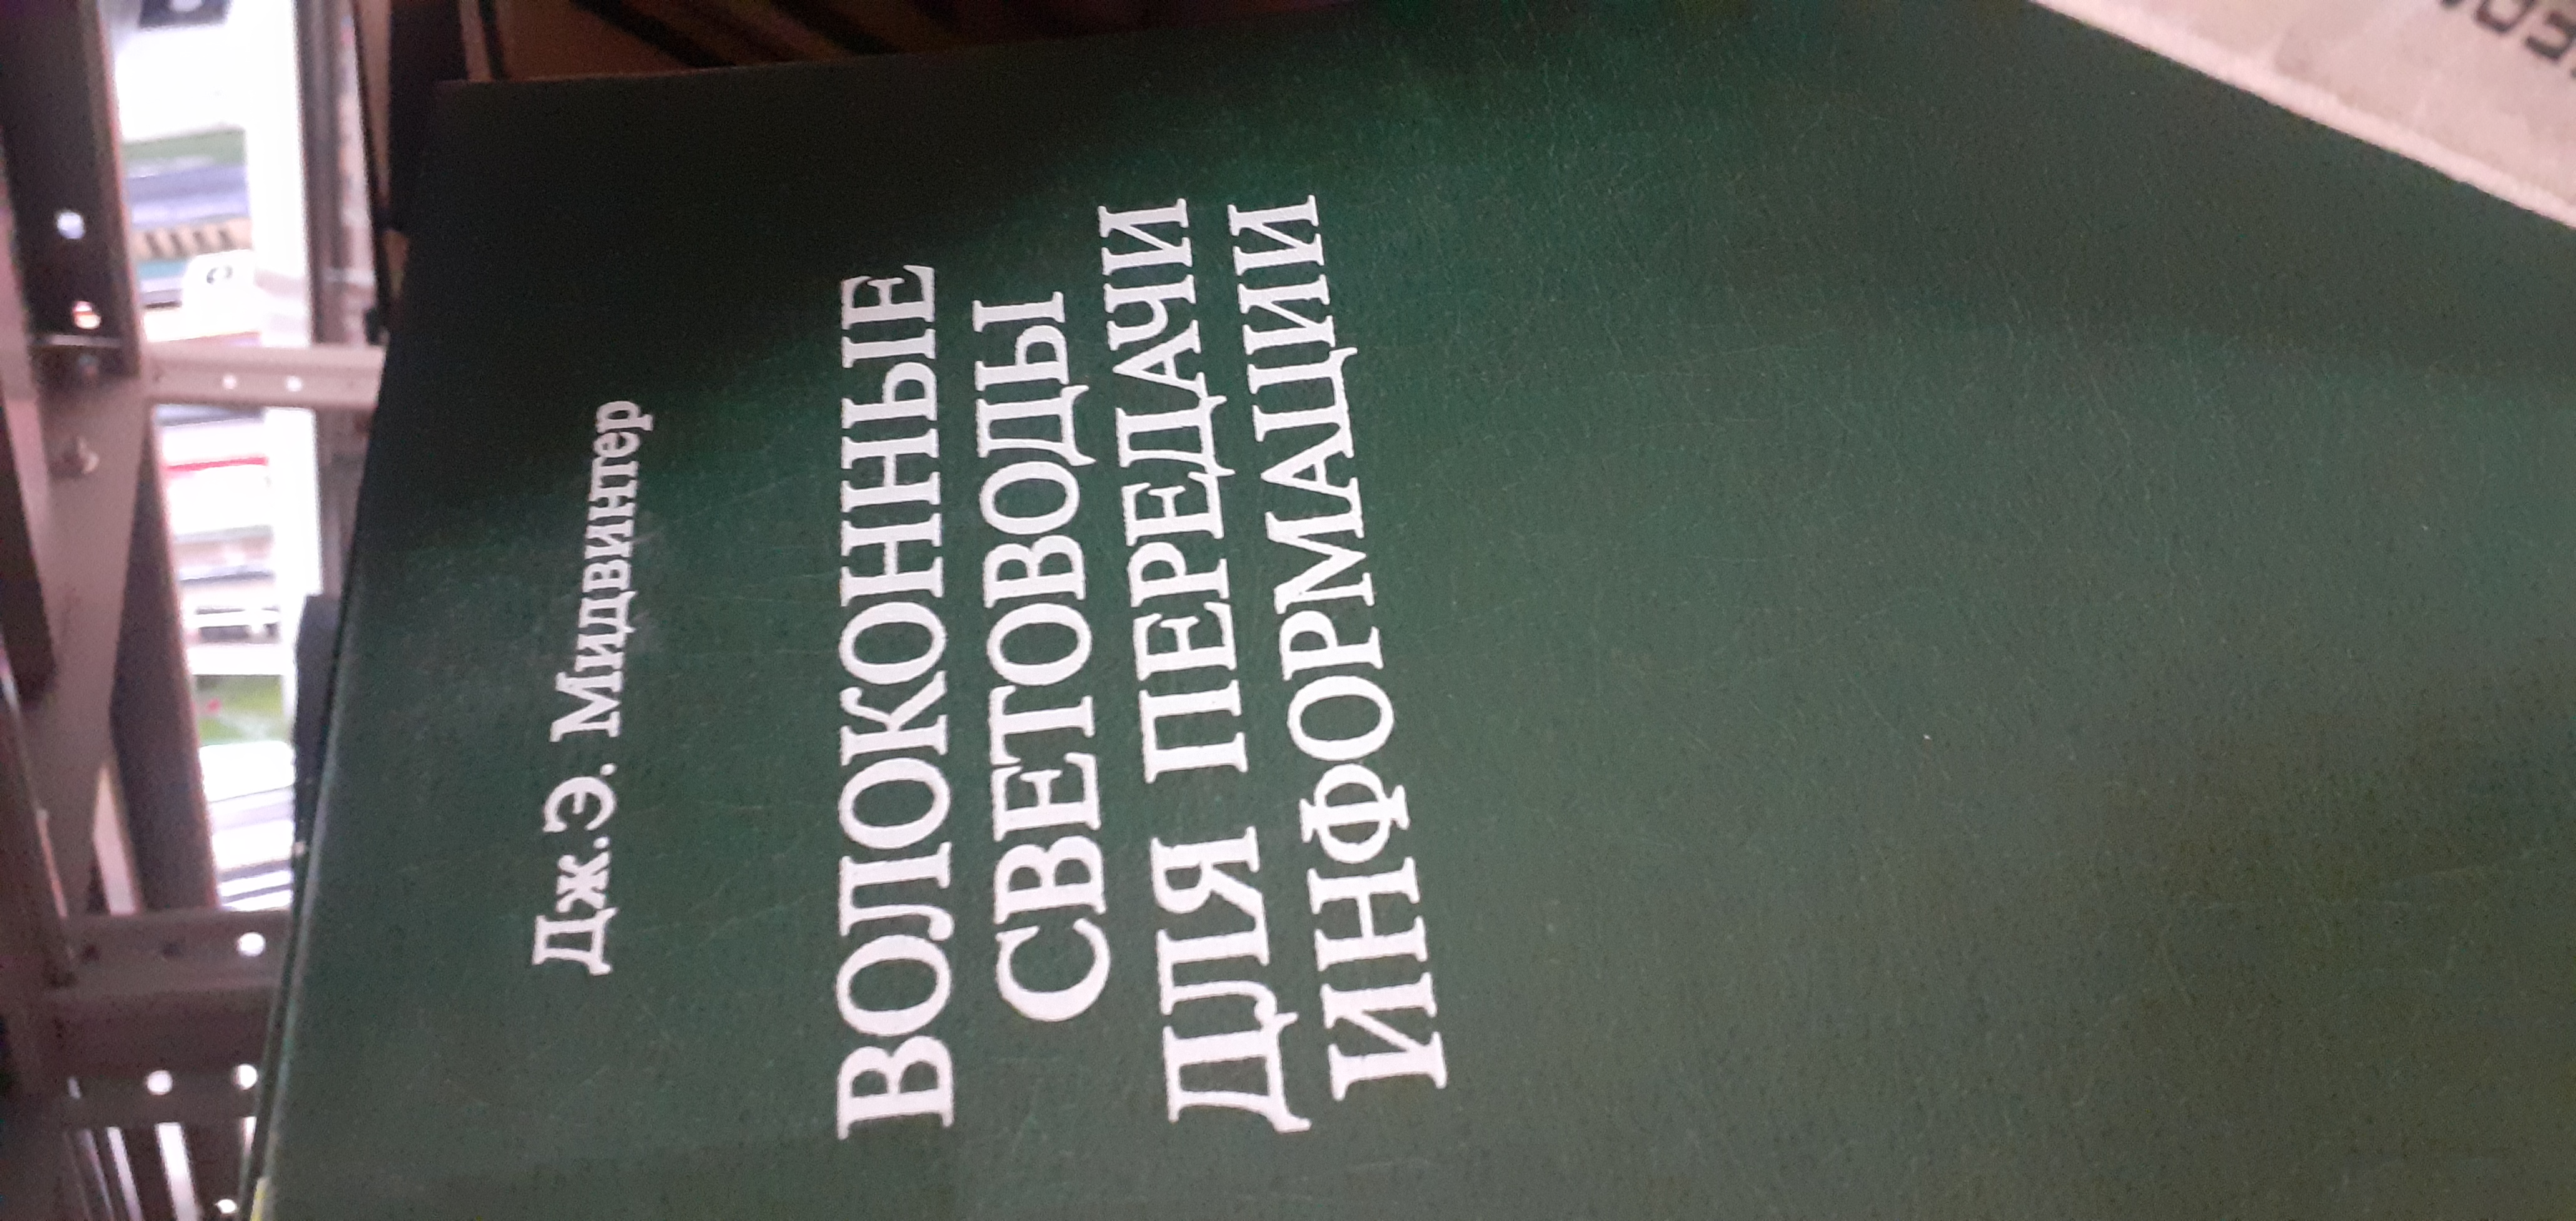 Дж.Э. Мидвинтер
ВОЛОКОННЫЕ
СВЕТОВОДЫ
ДЛЯ ПЕРЕДАЧИ
ИНФОРМАЦИИ